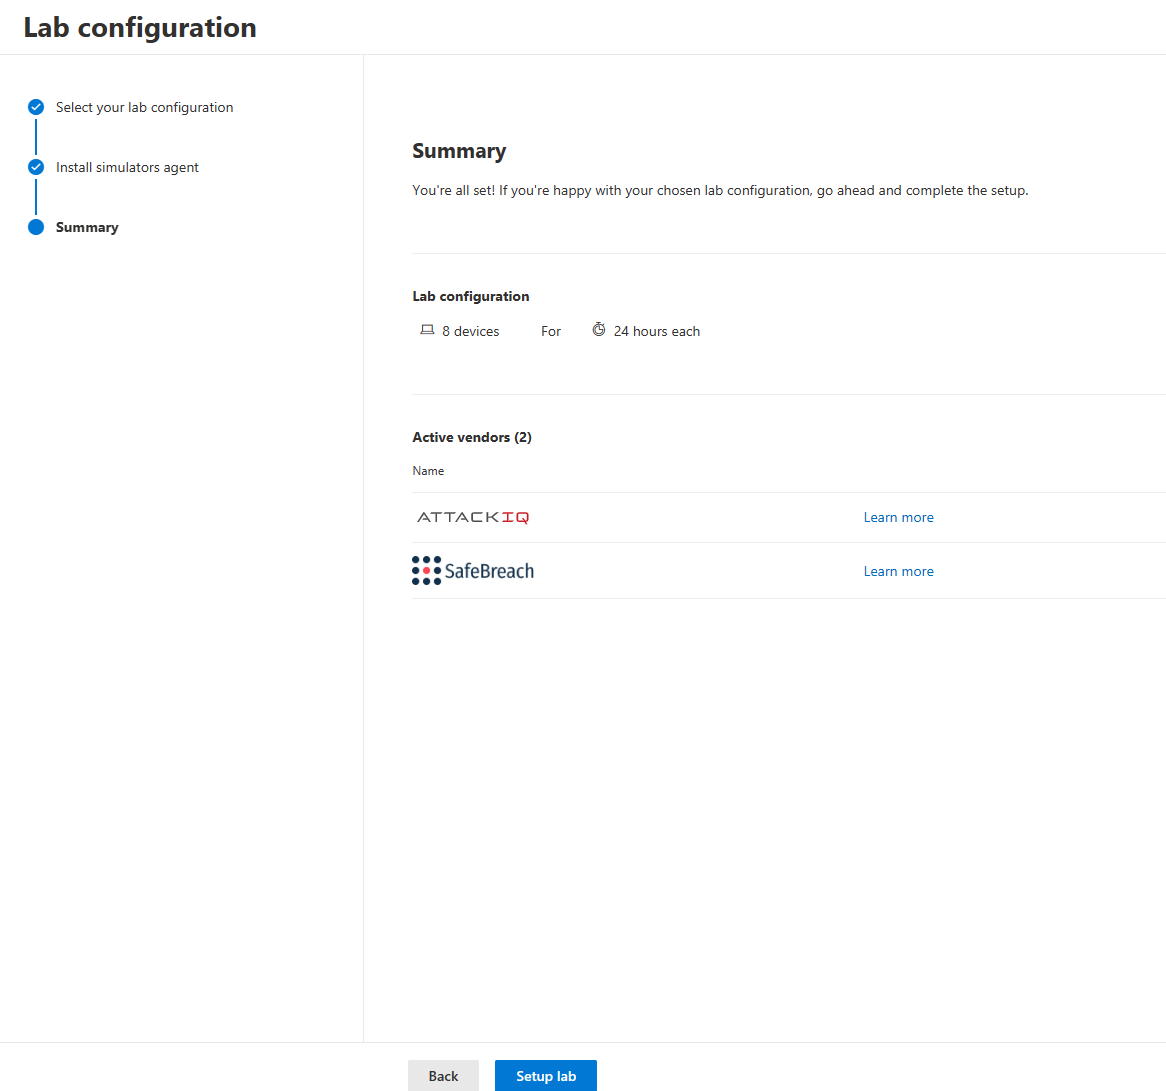 Lab configuration
Select your lab configuration
Install simulators agent
Summary
Summary
You're all set! If you're happy with your chosen lab configuration, go ahead and complete the setup.
Lab configuration
8 devices For 24 hours each
Active vendors (2)
Name
ATTACKIQ Learn more
SafeBreach Learn more
Back Setup lab